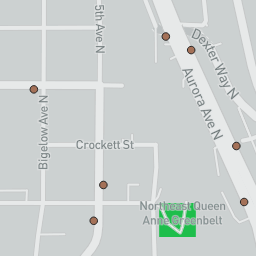 5th Ave N
Dexter Way N
Aurora Ave N
Bigelow Ave N
Crockett St
Northeast Queen
Anne Greenbelt